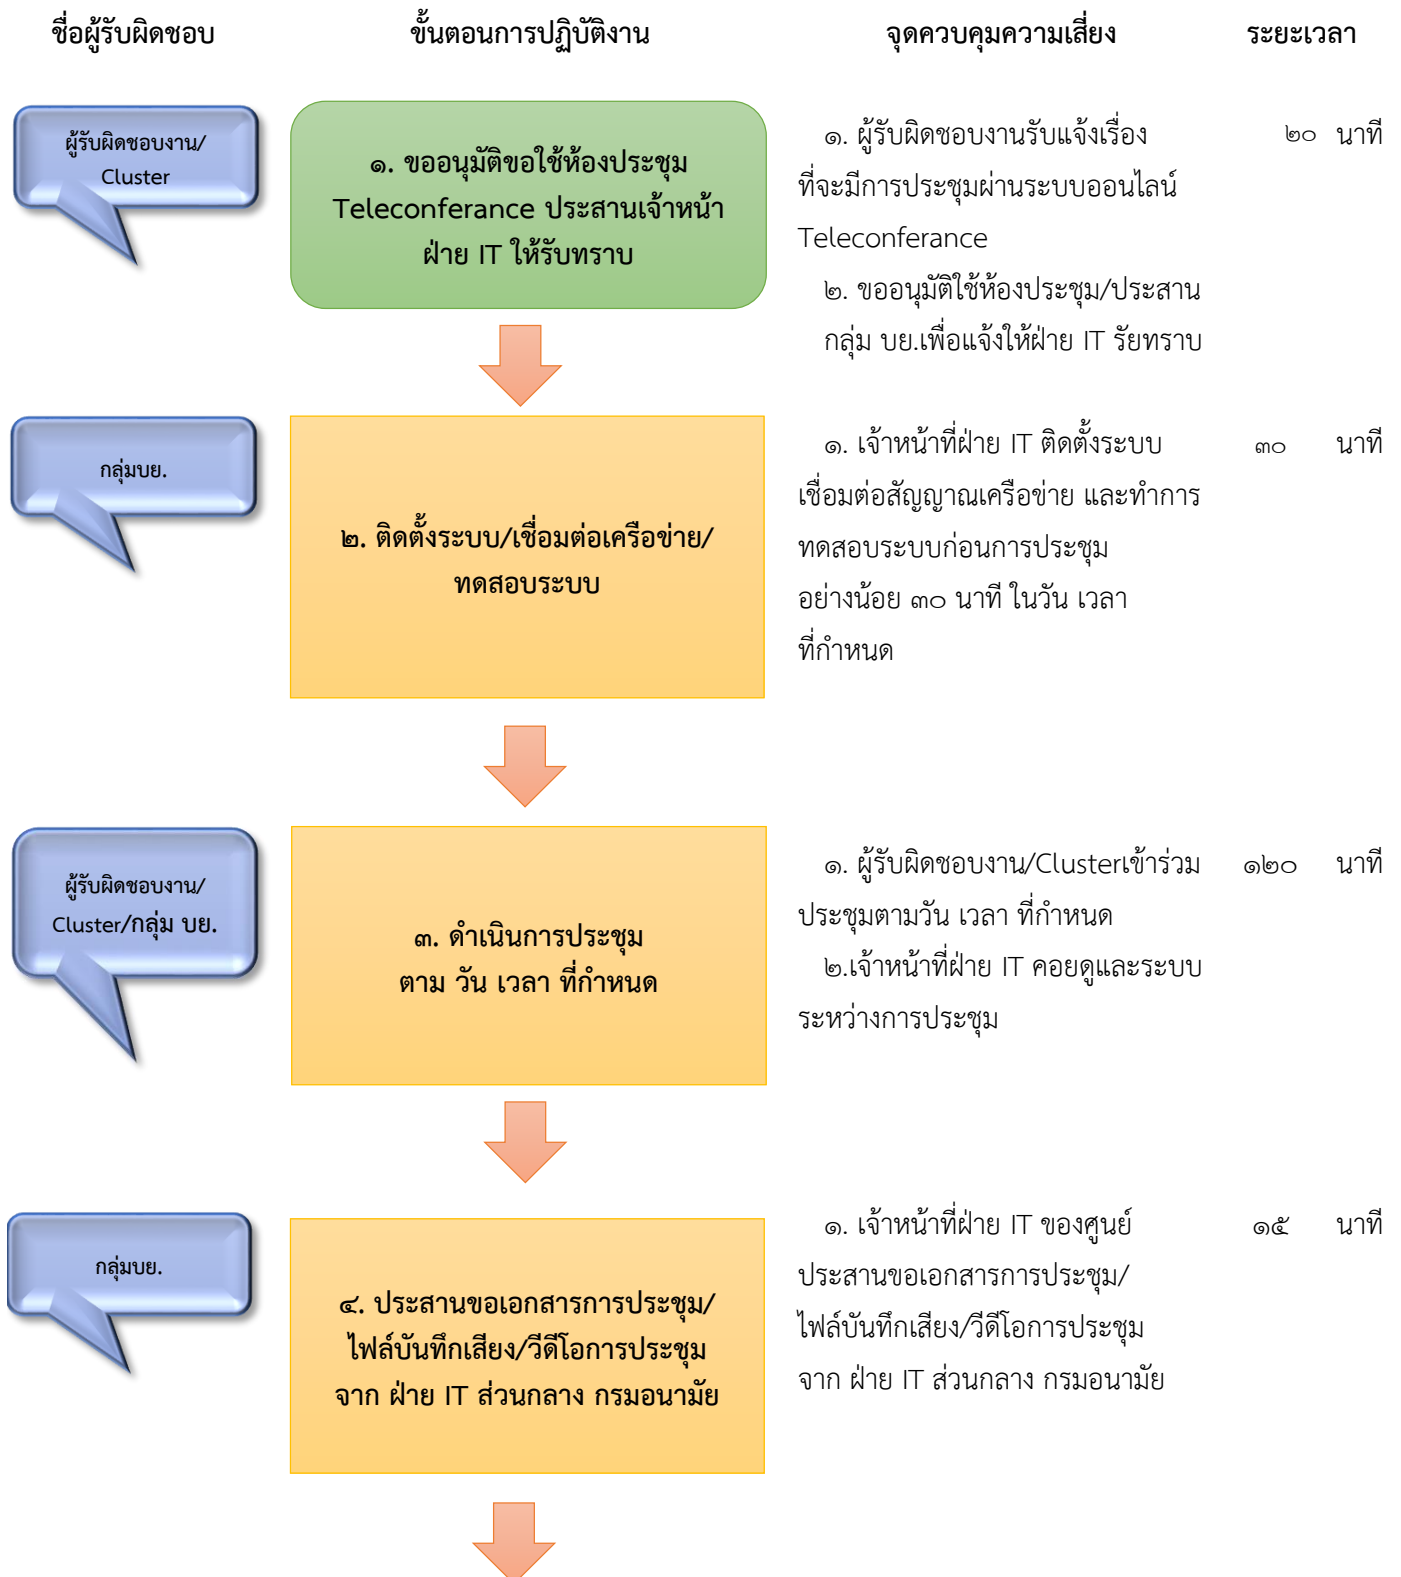 ชื่อผู้รับผิดชอบ ขั้นตอนการปฏิบัติงาน จุดควบคุมความเสี่ยง ระยะเวลา
ผู้รับผิดชอบงาน/
Cluster
๑. ขออนุมัติขอใช้ห้องประชุม
Teleconferance ประสานเจ้าหน้า
ฝ่าย IT ให้รับทราบ
๑. ผู้รับผิดชอบงานรับแจ้งเรื่อง
ที่จะมีการประชุมผ่านระบบออนไลน์
Teleconferance
๒. ขออนุมัติใช้ห้องประชุม/ประสาน
กลุ่ม บย.เพื่อแจ้งให้ฝ่าย IT รัยทราบ
๒๐ นาที
กลุ่มบย.
๒. ติดตั้งระบบ/เชื่อมต่อเครือข่าย/
ทดสอบระบบ
๑. เจ้าหน้าที่ฝ่าย IT ติดตั้งระบบ
เชื่อมต่อสัญญาณเครือข่าย และทำการ
ทดสอบระบบก่อนการประชุม
อย่างน้อย ๓๐ นาที ในวัน เวลา
ที่กำหนด
๓๐ นาที
ผู้รับผิดชอบงาน/
Cluster/กลุ่ม บย.
๓. ดำเนินการประชุม
ตาม วัน เวลา ที่กำหนด
๑. ผู้รับผิดชอบงาน/Clusterเข้าร่วม
ประชุมตามวัน เวลา ที่กำหนด
๒.เจ้าหน้าที่ฝ่าย IT คอยดูและระบบ
ระหว่างการประชุม
๑๒๐ นาที
กลุ่มบย.
๔. ประสานขอเอกสารการประชุม/
ไฟล์บันทึกเสียง/วีดีโอการประชุม
จาก ฝ่าย IT ส่วนกลาง กรมอนามัย
๑. เจ้าหน้าที่ฝ่าย IT ของศูนย์
ประสานขอเอกสารการประชุม/
ไฟล์บันทึกเสียง/วีดีโอการประชุม
จาก ฝ่าย IT ส่วนกลาง กรมอนามัย
๑๕ นาที